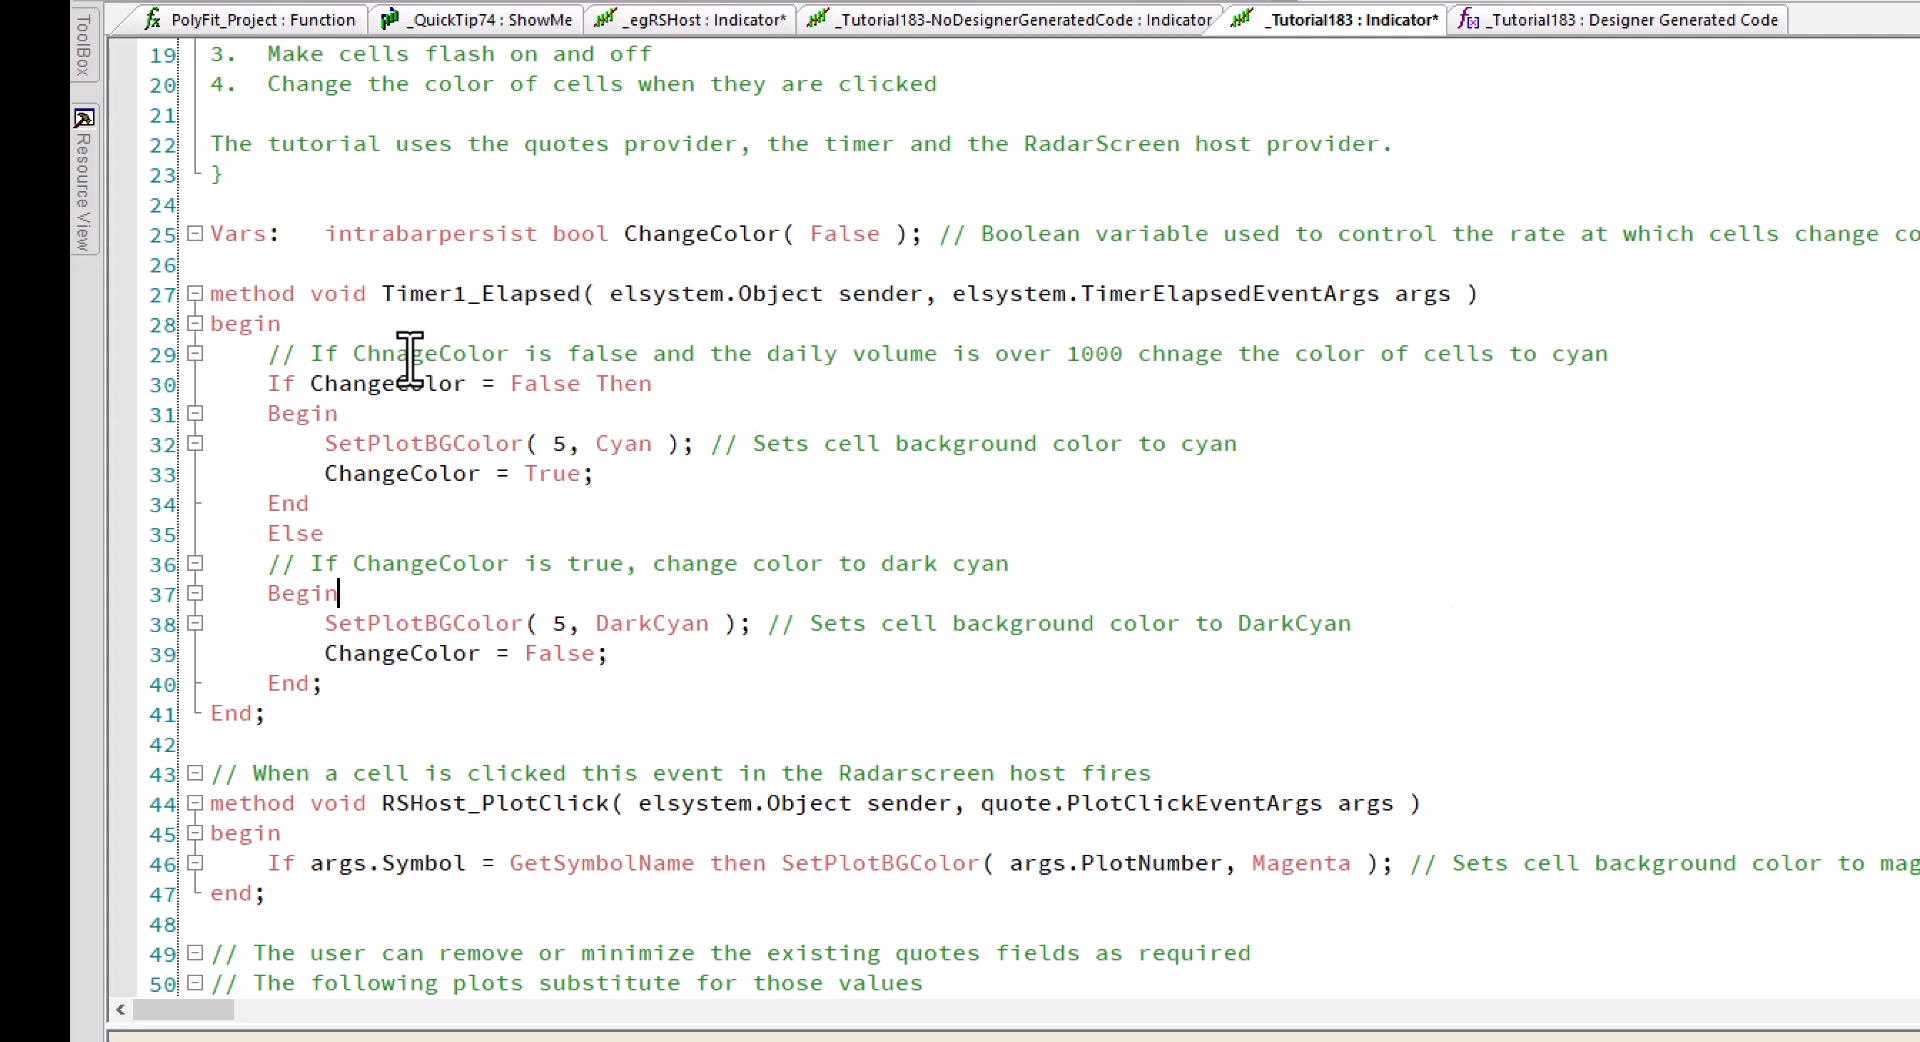 PolyFit_Project : Function
_QuickTip74 : ShowMe
_egRSHost : Indicator*
_Tutorial183-NoDesignerGeneratedCode : Indicator
_Tutorial183 : Indicator*
_Tutorial183 : Designer Generated Code
ToolBox
Resource View
19 3.  Make cells flash on and off
20 4.  Change the color of cells when they are clicked
21
22 The tutorial uses the quotes provider, the timer and the RadarScreen host provider.
23 }
24
25 Vars:   intrabarpersist bool ChangeColor( False ); // Boolean variable used to control the rate at which cells change co
26
27 method void Timer1_Elapsed( elsystem.Object sender, elsystem.TimerElapsedEventArgs args )
28 begin
29     // If ChnageColor is false and the daily volume is over 1000 chnage the color of cells to cyan
30     If ChangeColor = False Then
31     Begin
32         SetPlotBGColor( 5, Cyan ); // Sets cell background color to cyan
33         ChangeColor = True;
34     End
35     Else
36     // If ChnageColor is true, change color to dark cyan
37     Begin
38         SetPlotBGColor( 5, DarkCyan ); // Sets cell background color to DarkCyan
39         ChangeColor = False;
40     End;
41 End;
42
43 // When a cell is clicked this event in the Radarscreen host fires
44 method void RSHost_PlotClick( elsystem.Object sender, quote.PlotClickEventArgs args )
45 begin
46     If args.Symbol = GetSymbolName then SetPlotBGColor( args.PlotNumber, Magenta ); // Sets cell background color to mag
47 end;
48
49 // The user can remove or minimize the existing quotes fields as required
50 // The following plots substitute for those values